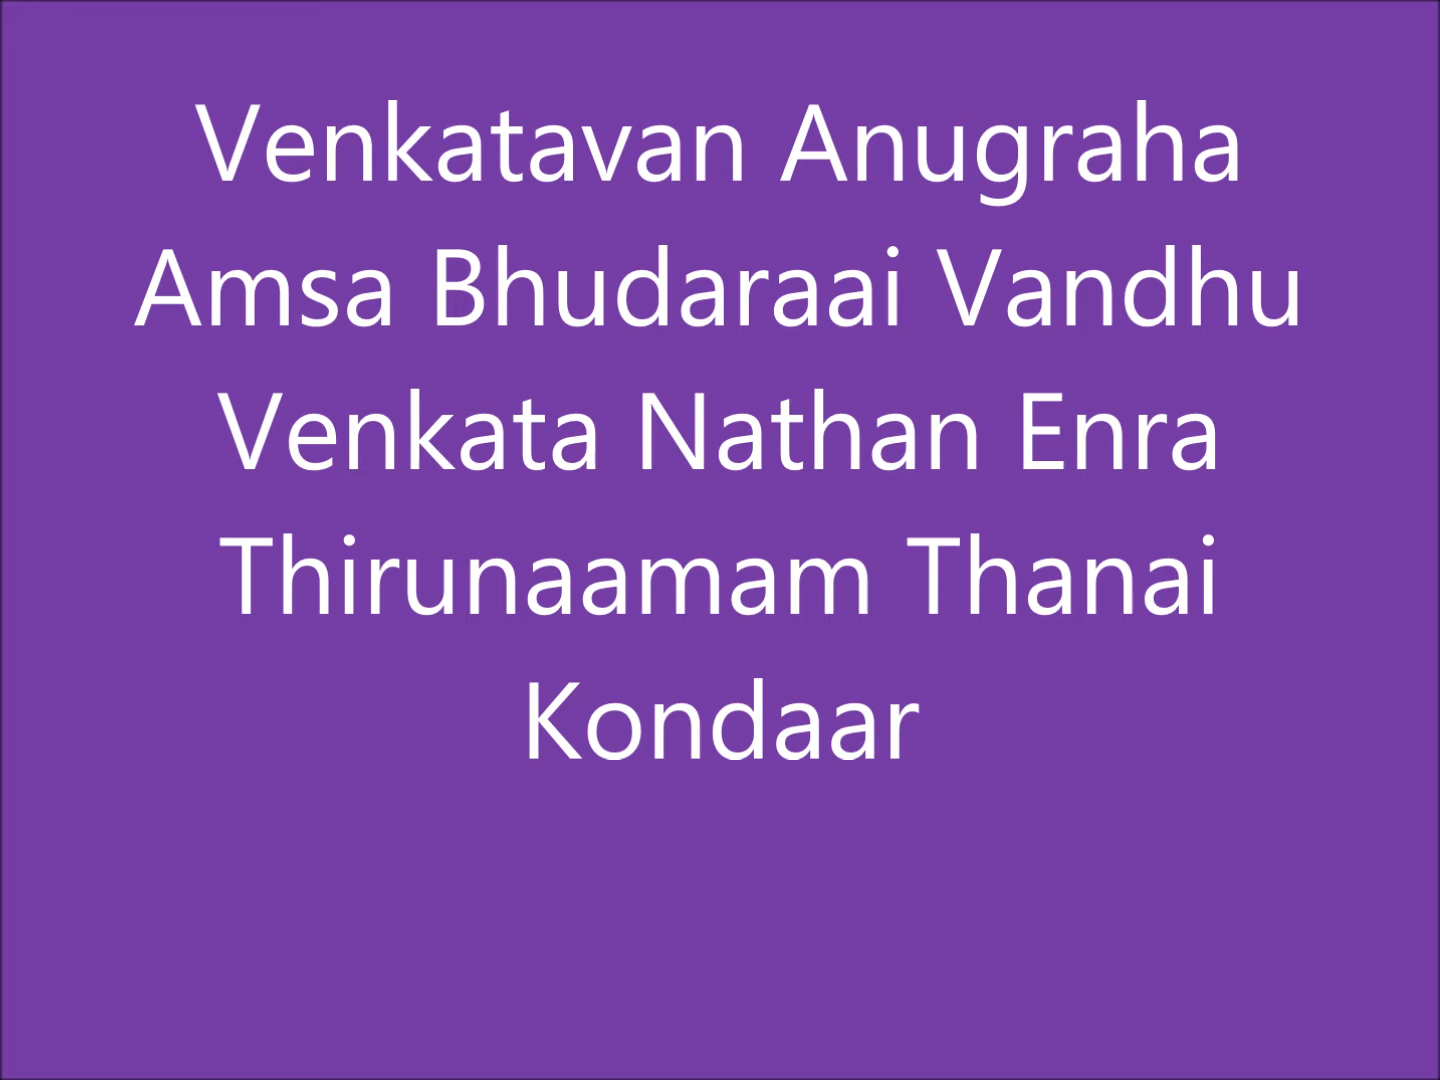 Venkatavan Anugraha
Amsa Bhudaraai Vandhu
Venkata Nathan Enra
Thirunaamam Thanai
Kondaar